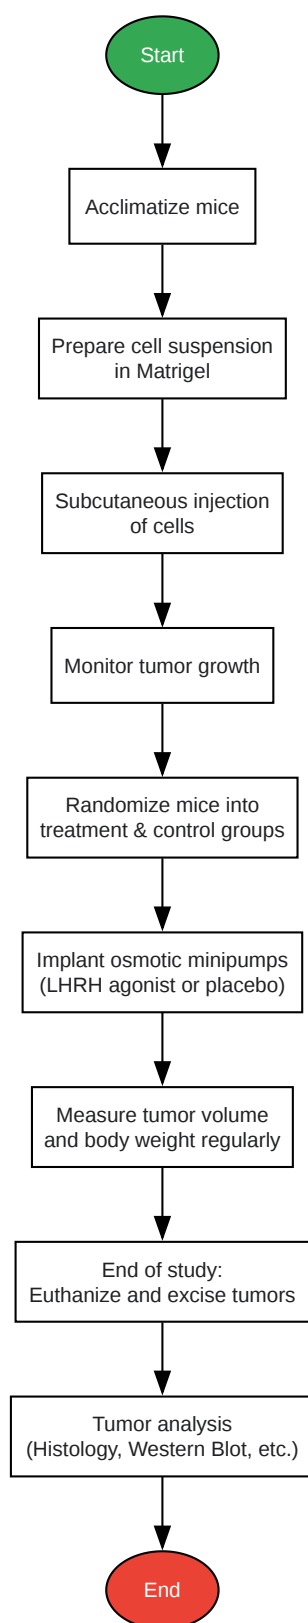 Start
Acclimatize mice
Prepare cell suspension
in Matrigel
Subcutaneous injection
of cells
Monitor tumor growth
Randomize mice into
treatment & control groups
Implant osmotic minipumps
(LHRH agonist or placebo)
Measure tumor volume
and body weight regularly
End of study:
Euthanize and excise tumors
Tumor analysis
(Histology, Western Blot, etc.)
End